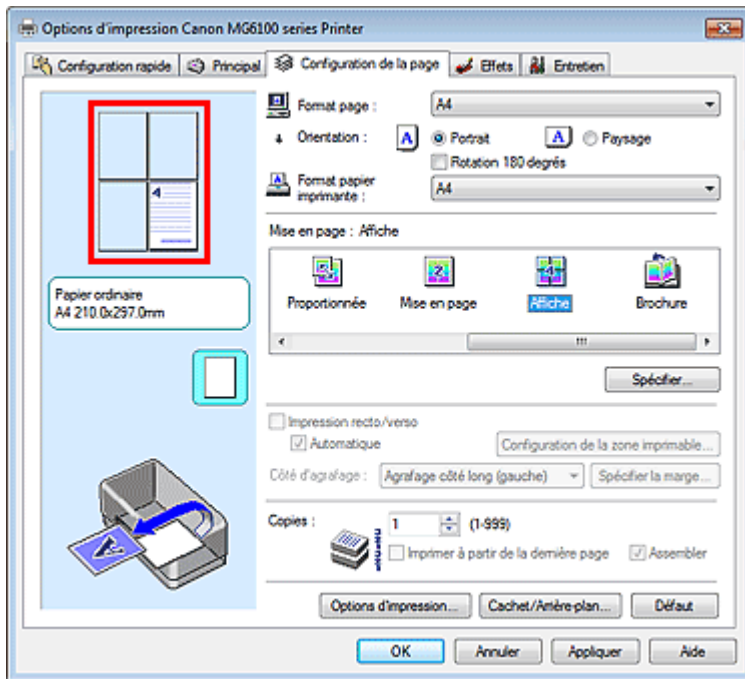 Options d'impression Canon MG6100 series Printer
Configuration rapide
Principal
Configuration de la page
Effets
Entretien
Format page :
A4
Orientation :
A
Portrait
A
Paysage
Rotation 180 degrés
Format papier imprimante :
A4
Mise en page : Affiche
Proportionnée
Mise en page
Affiche
Brochure
Papier ordinaire
A4 210.0x297.0mm
Spécifier...
Impression recto/verso
Automatique
Configuration de la zone imprimable...
Côté d'agrafage :
Agrafage côté long (gauche)
Spécifier la marge...
Copies :
1
(1-999)
Imprimer à partir de la dernière page
Assembler
Options d'impression...
Cachet/Arrière-plan...
Défaut
OK
Annuler
Appliquer
Aide